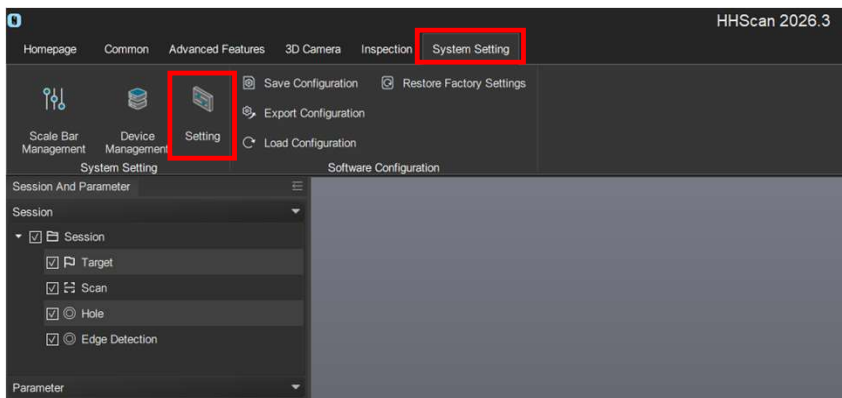 HHScan 2026.3
Homepage Common Advanced Features 3D Camera Inspection System Setting
Scale Bar Management
Device Management
Setting
System Setting
Save Configuration Restore Factory Settings
Export Configuration
Load Configuration
Software Configuration
Session And Parameter
Session
Session
Target
Scan
Hole
Edge Detection
Parameter